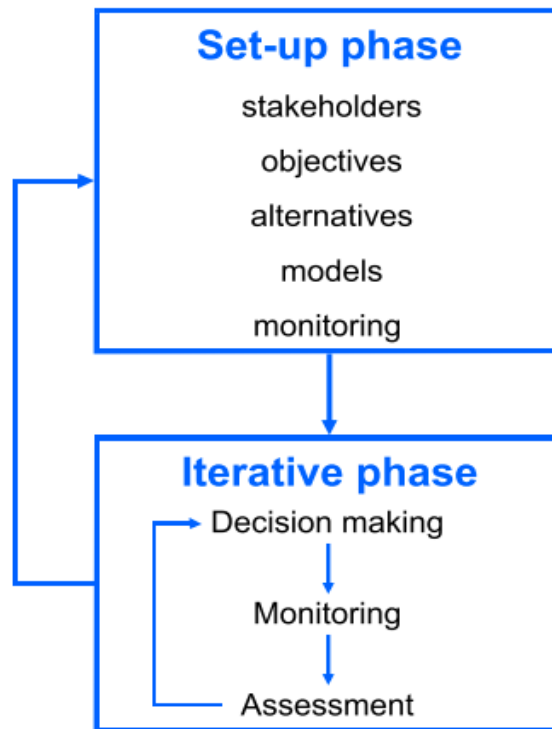 Set-up phase
stakeholders
objectives
alternatives
models
monitoring
Iterative phase
Decision making
Monitoring
Assessment